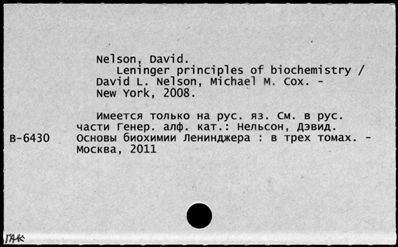 Nelson, David.
Leninger principles of biochemistry /
David L. Nelson, Michael M. Cox. -
New York, 2008.
Имеется только на рус. яз. См. в рус.
части Генер. алф. кат.: Нельсон, Дэвид.
В-6430 Основы биохимии Ленинджера : в трех томах. -
Москва, 2011